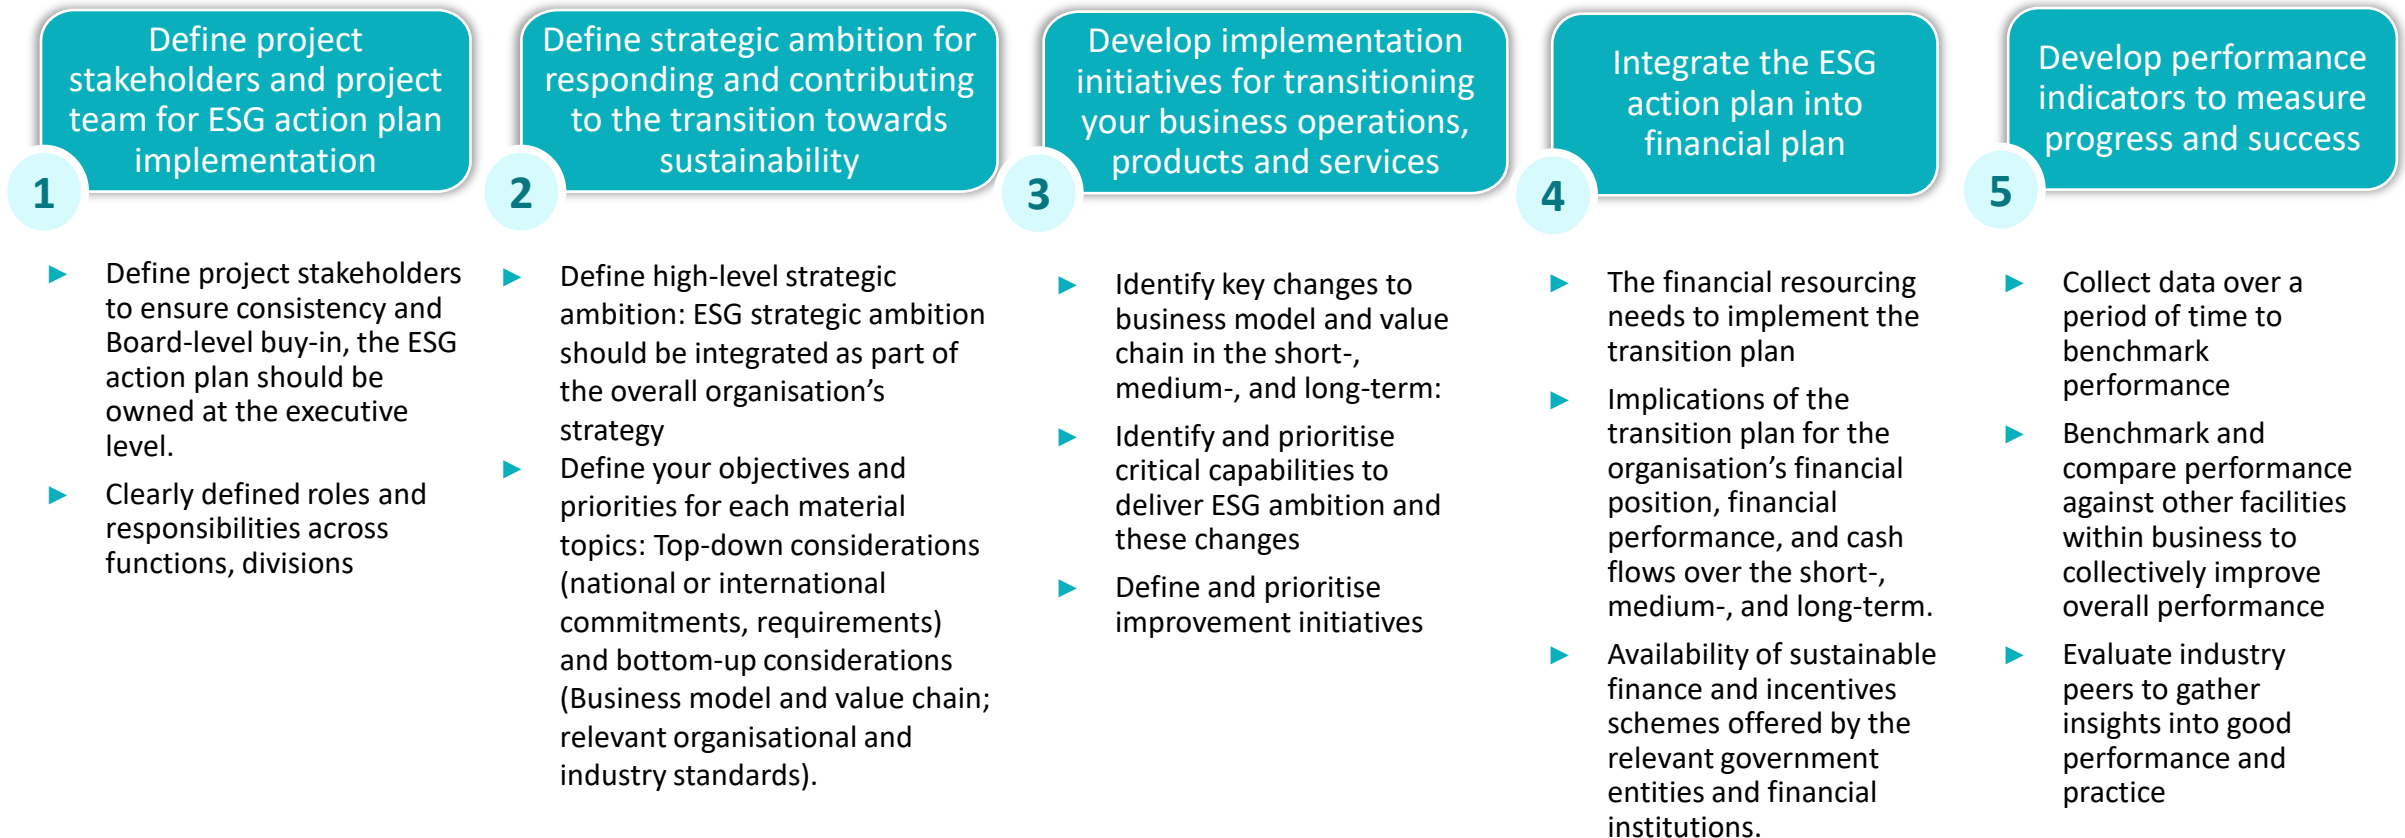 Define project
stakeholders and project
team for ESG action plan
implementation
1
► Define project stakeholders
to ensure consistency and
Board-level buy-in, the ESG
action plan should be
owned at the executive
level.
► Clearly defined roles and
responsibilities across
functions, divisions
Define strategic ambition for
responding and contributing
to the transition towards
sustainability
2
► Define high-level strategic
ambition: ESG strategic ambition
should be integrated as part of
the overall organisation’s
strategy
► Define your objectives and
priorities for each material
topics: Top-down considerations
(national or international
commitments, requirements)
and bottom-up considerations
(Business model and value chain;
relevant organisational and
industry standards).
Develop implementation
initiatives for transitioning
your business operations,
products and services
3
► Identify key changes to
business model and value
chain in the short-,
medium-, and long-term:
► Identify and prioritise
critical capabilities to
deliver ESG ambition and
these changes
► Define and prioritise
improvement initiatives
Integrate the ESG
action plan into
financial plan
4
► The financial resourcing
needs to implement the
transition plan
► Implications of the
transition plan for the
organisation’s financial
position, financial
performance, and cash
flows over the short-,
medium-, and long-term.
► Availability of sustainable
finance and incentives
schemes offered by the
relevant government
entities and financial
institutions.
Develop performance
indicators to measure
progress and success
5
► Collect data over a
period of time to
benchmark
performance
► Benchmark and
compare performance
against other facilities
within business to
collectively improve
overall performance
► Evaluate industry
peers to gather
insights into good
performance and
practice